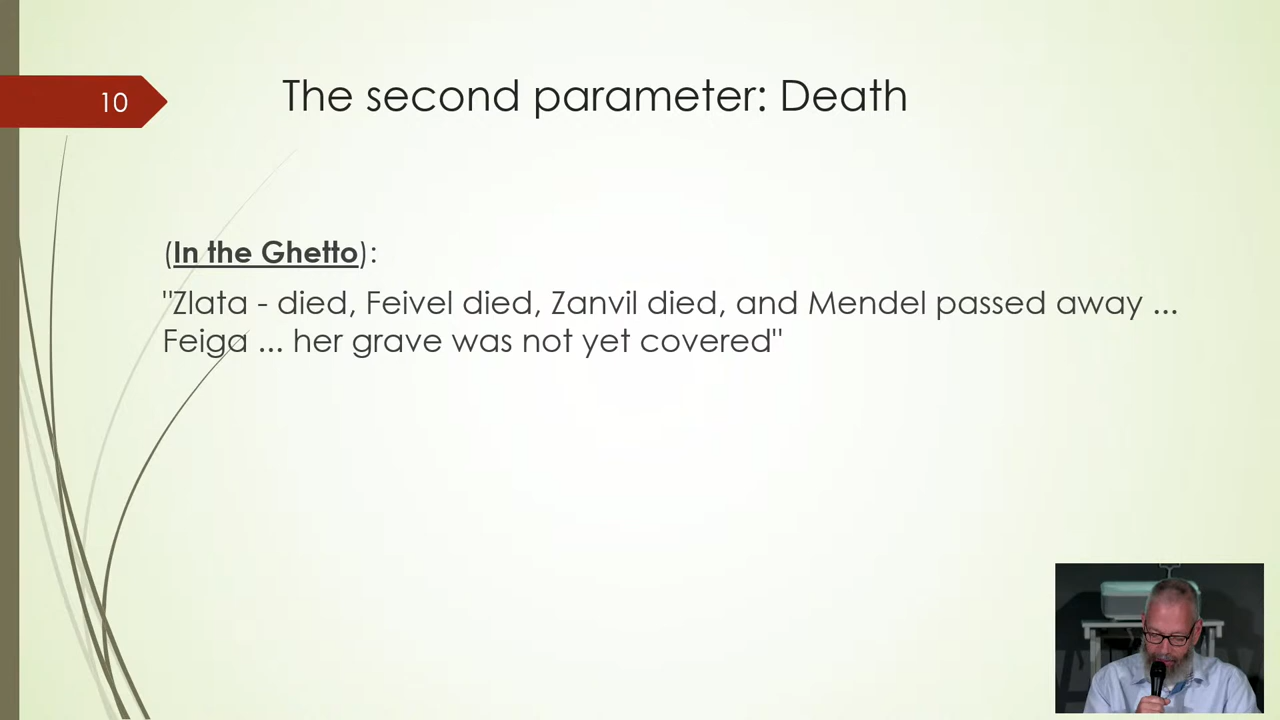 10
The second parameter: Death
(In the Ghetto):
"Zlata - died, Feivel died, Zanvil died, and Mendel passed away ...
Feiga ... her grave was not yet covered"